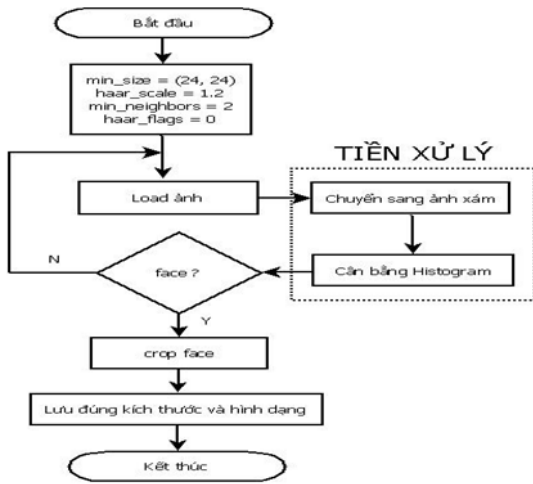 Bắt đầu
min_size = (24, 24)
haar_scale = 1.2
min_neighbors = 2
haar_flags = 0
TIỀN XỬ LÝ
Load ảnh
Chuyển sang ảnh xám
Cân bằng Histogram
face ?
N
Y
crop face
Lưu đúng kích thước và hình dạng
Kết thúc